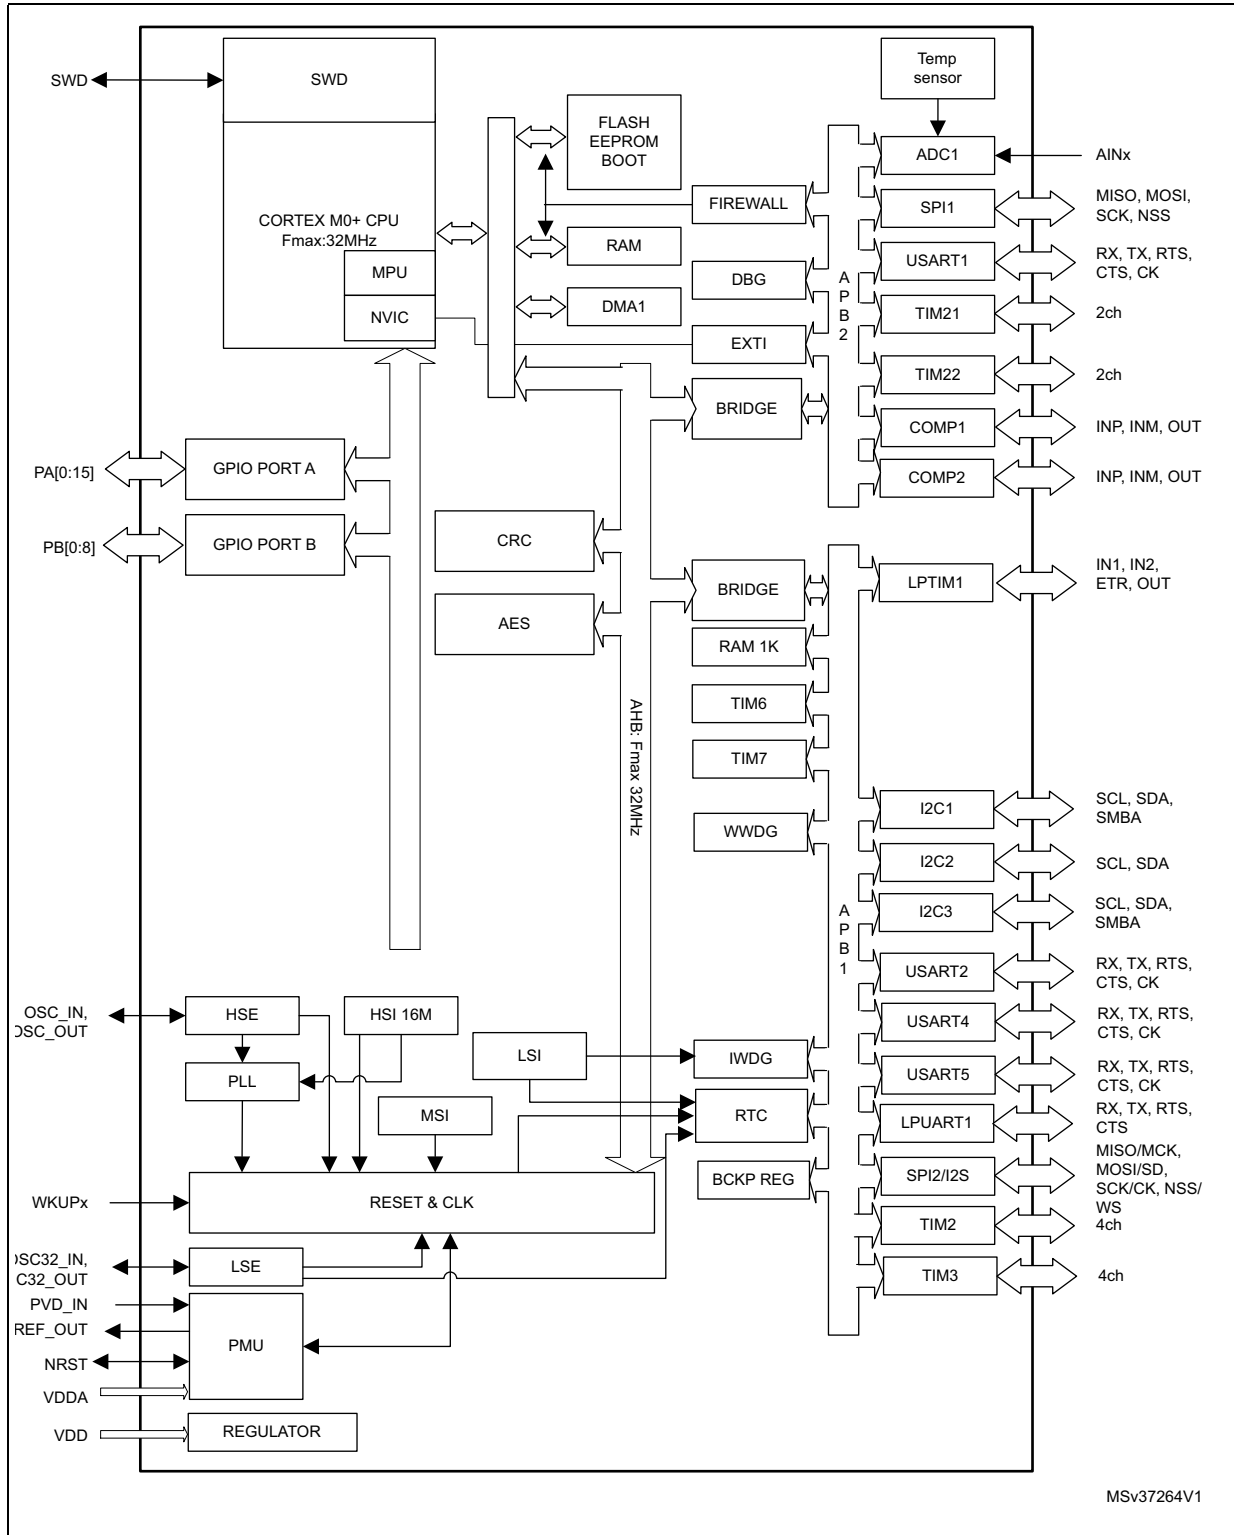 Temp
sensor
SWD
SWD
FLASH
EEPROM
BOOT
ADC1
AINx
FIREWALL
SPI1
MISO, MOSI,
SCK, NSS
CORTEX M0+ CPU
Fmax:32MHz
RAM
USART1
RX, TX, RTS,
CTS, CK
MPU
DBG
A
P
B
2
NVIC
DMA1
TIM21
2ch
EXTI
TIM22
2ch
BRIDGE
COMP1
INP, INM, OUT
PA[0:15]
GPIO PORT A
COMP2
INP, INM, OUT
PB[0:8]
GPIO PORT B
CRC
BRIDGE
LPTIM1
IN1, IN2,
ETR, OUT
AES
RAM 1K
TIM6
AHB: Fmax 32MHz
TIM7
I2C1
SCL, SDA,
SMBA
WWDG
I2C2
SCL, SDA
A
P
B
1
I2C3
SCL, SDA,
SMBA
USART2
RX, TX, RTS,
CTS, CK
OSC_IN,
OSC_OUT
HSE
HSI 16M
USART4
RX, TX, RTS,
CTS, CK
LSI
IWDG
PLL
USART5
RX, TX, RTS,
CTS, CK
MSI
RTC
LPUART1
RX, TX, RTS,
CTS
WKUPx
RESET & CLK
BCKP REG
SPI2/I2S
MISO/MCK,
MOSI/SD,
SCK/CK, NSS/
WS
TIM2
4ch
OSC32_IN,
C32_OUT
LSE
TIM3
4ch
PVD_IN
REF_OUT
PMU
NRST
VDDA
VDD
REGULATOR
MSv37264V1